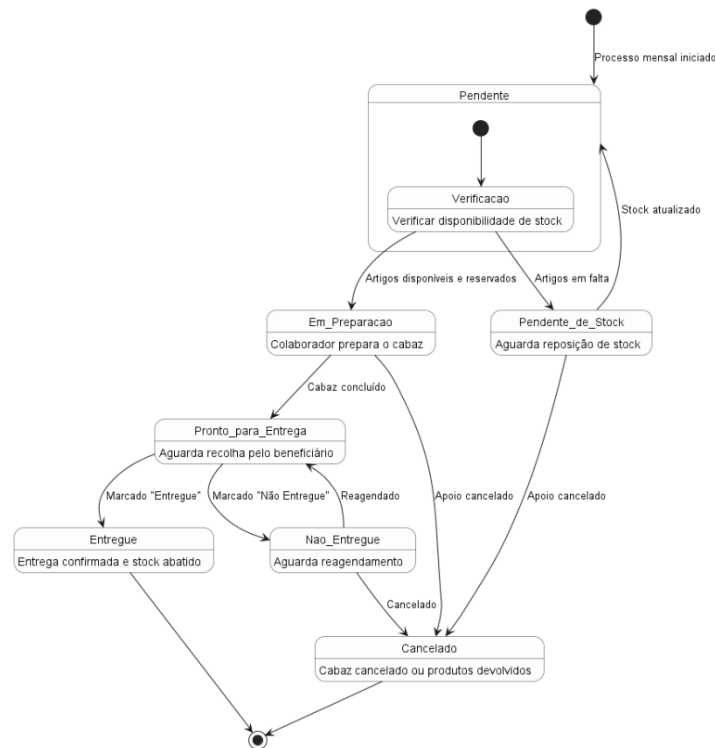 Processo mensal iniciado
Pendente
Verificacao
Verificar disponibilidade de stock
Stock atualizado
Artigos disponíveis e reservados
Artigos em falta
Em_Preparacao
Colaborador prepara o cabaz
Pendente_de_Stock
Aguarda reposição de stock
Cabaz concluído
Pronto_para_Entrega
Aguarda recolha pelo beneficiário
Marcado "Entregue"
Marcado "Não Entregue"
Reagendado
Apoio cancelado
Apoio cancelado
Entregue
Entrega confirmada e stock abatido
Nao_Entregue
Aguarda reagendamento
Cancelado
Cancelado
Cabaz cancelado ou produtos devolvidos